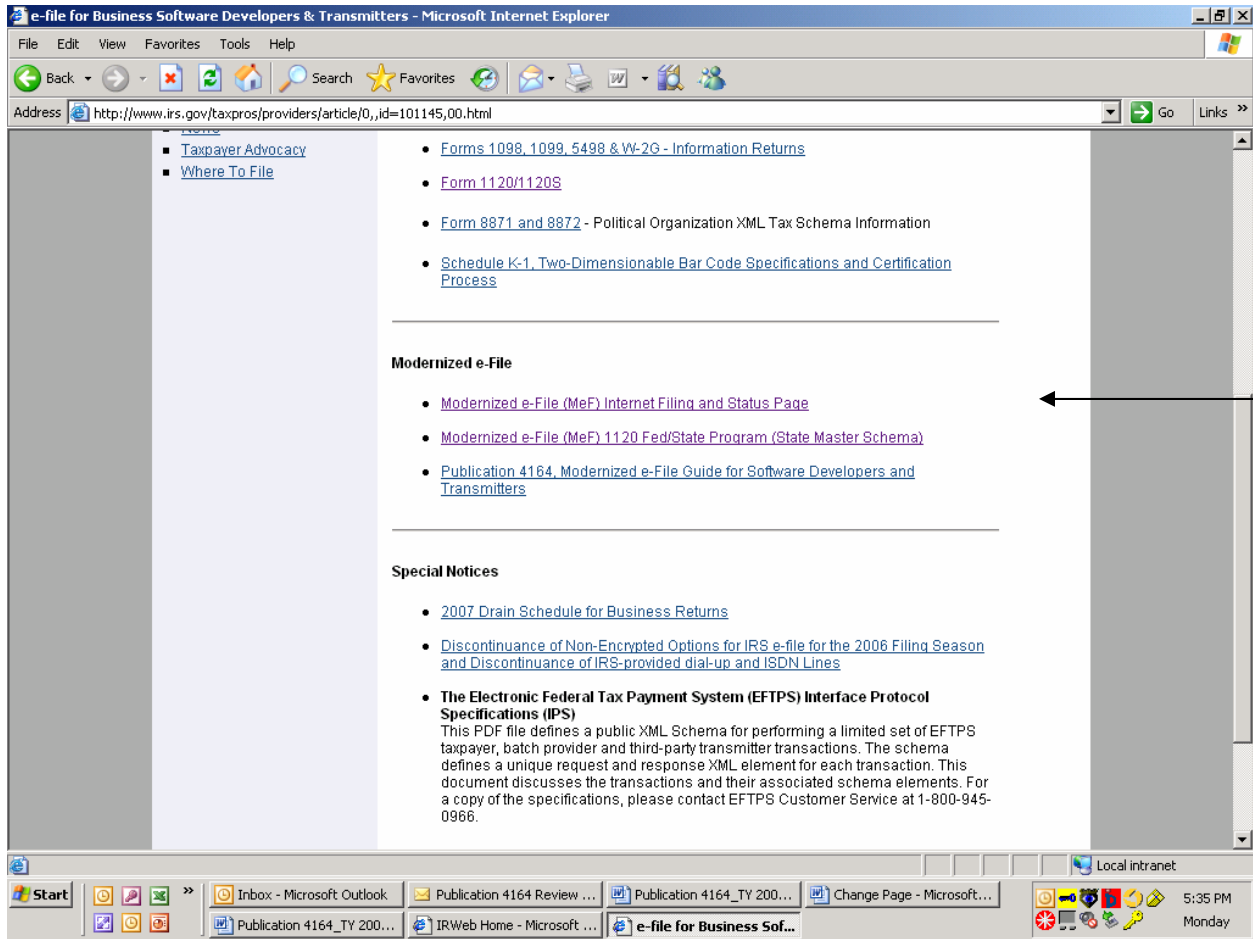 e-file for Business Software Developers & Transmitters - Microsoft Internet Explorer
File Edit View Favorites Tools Help
Back Search Favorites
Address http://www.irs.gov/taxpros/providers/article/0,,id=101145,00.html Go Links »
News
Taxpayer Advocacy
Where To File
Forms 1098, 1099, 5498 & W-2G - Information Returns
Form 1120/1120S
Form 8871 and 8872 - Political Organization XML Tax Schema Information
Schedule K-1, Two-Dimensionable Bar Code Specifications and Certification
Process
Modernized e-File
Modernized e-File (MeF) Internet Filing and Status Page
Modernized e-File (MeF) 1120 Fed/State Program (State Master Schema)
Publication 4164, Modernized e-File Guide for Software Developers and
Transmitters
Special Notices
2007 Drain Schedule for Business Returns
Discontinuance of Non-Encrypted Options for IRS e-file for the 2006 Filing Season
and Discontinuance of IRS-provided dial-up and ISDN Lines
The Electronic Federal Tax Payment System (EFTPS) Interface Protocol
Specifications (IPS)
This PDF file defines a public XML Schema for performing a limited set of EFTPS
taxpayer, batch provider and third-party transmitter transactions. The schema
defines a unique request and response XML element for each transaction. This
document discusses the transactions and their associated schema elements. For
a copy of the specifications, please contact EFTPS Customer Service at 1-800-945-
0966.
Local intranet
Start » Inbox - Microsoft Outlook Publication 4164 Review ... Publication 4164_TY 200... Change Page - Microsoft... 5:35 PM
Publication 4164_TY 200... IRWeb Home - Microsoft ... e-file for Business Sof... Monday